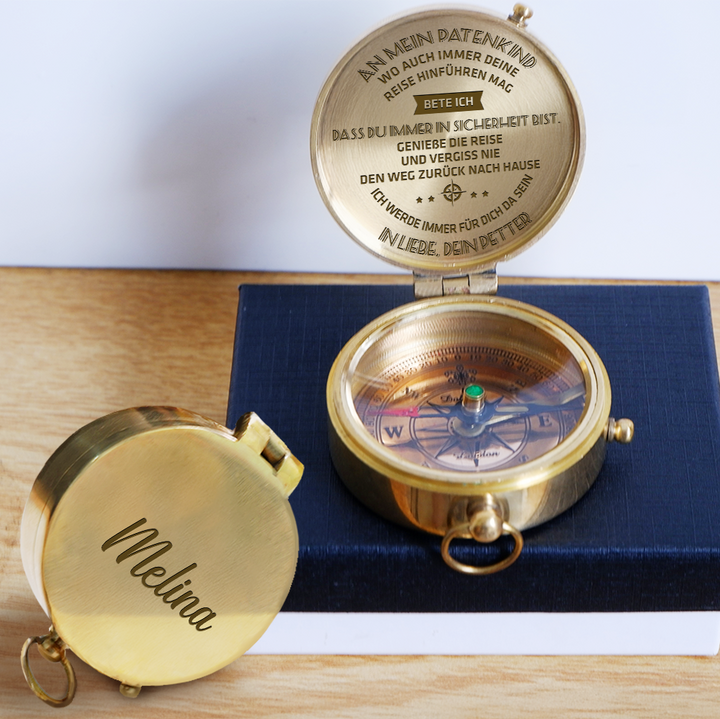 AN MEIN PATENKIND
WO AUCH IMMER DEINE
REISE HINFÜHREN MAG
BETE ICH
DASS DU IMMER IN SICHERHEIT BIST.
GENIEßE DIE REISE
UND VERGISS NIE
DEN WEG ZURÜCK NACH HAUSE
ICH WERDE IMMER FÜR DICH DA SEIN
IN LIEBE, DEIN PETTER
W
E
London
Melina